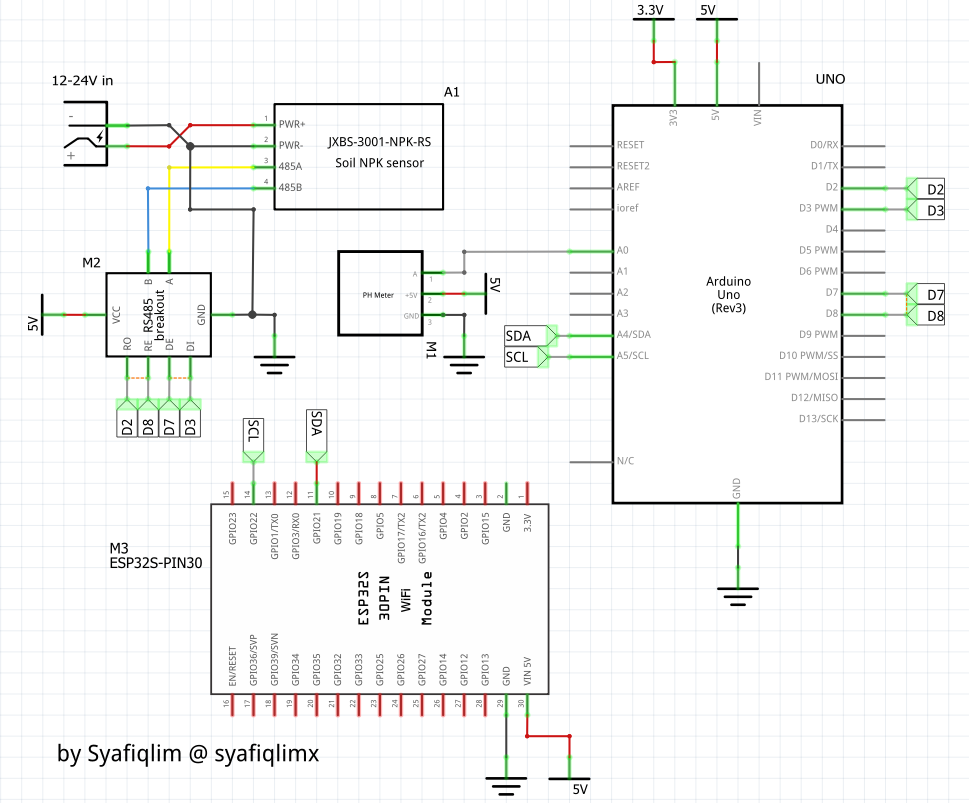 3.3V
5V
12-24V in
-
+
A1
1 PWR+
2 PWR-
3 485A
4 485B
JXBS-3001-NPK-RS
Soil NPK sensor
UNO
3V3
5V
VIN
RESET
RESET2
AREF
ioref
A0
A1
A2
A3
A4/SDA
A5/SCL
N/C
D0/RX
D1/TX
D2
D3 PWM
D4
D5 PWM
D6 PWM
D7
D8
D9 PWM
D10 PWM/SS
D11 PWM/MOSI
D12/MISO
D13/SCK
Arduino
Uno
(Rev3)
GND
D2
D3
D7
D8
M2
B
A
5V
VCC
RS485
breakout
GND
RO
RE
DE
DI
D2
D8
D7
D3
PH Meter
A
1
+5V
2
GND
3
5V
M1
SDA
SCL
SCL
SDA
15
14
13
12
11
10
9
8
7
6
5
4
3
2
1
GPIO23
GPIO22
GPIO1/TX0
GPIO3/RX0
GPIO21
GPIO19
GPIO18
GPIO5
GPIO17/TX2
GPIO16/TX2
GPIO4
GPIO2
GPIO15
GND
3.3V
M3
ESP32S-PIN30
ESP32S
30PIN
WiFi
Module
EN/RESET
GPIO36/SVP
GPIO39/SVN
GPIO34
GPIO35
GPIO32
GPIO33
GPIO25
GPIO26
GPIO27
GPIO14
GPIO12
GPIO13
GND
VIN 5V
16
17
18
19
20
21
22
23
24
25
26
27
28
29
30
by Syafiqlim @ syafiqlimx
5V